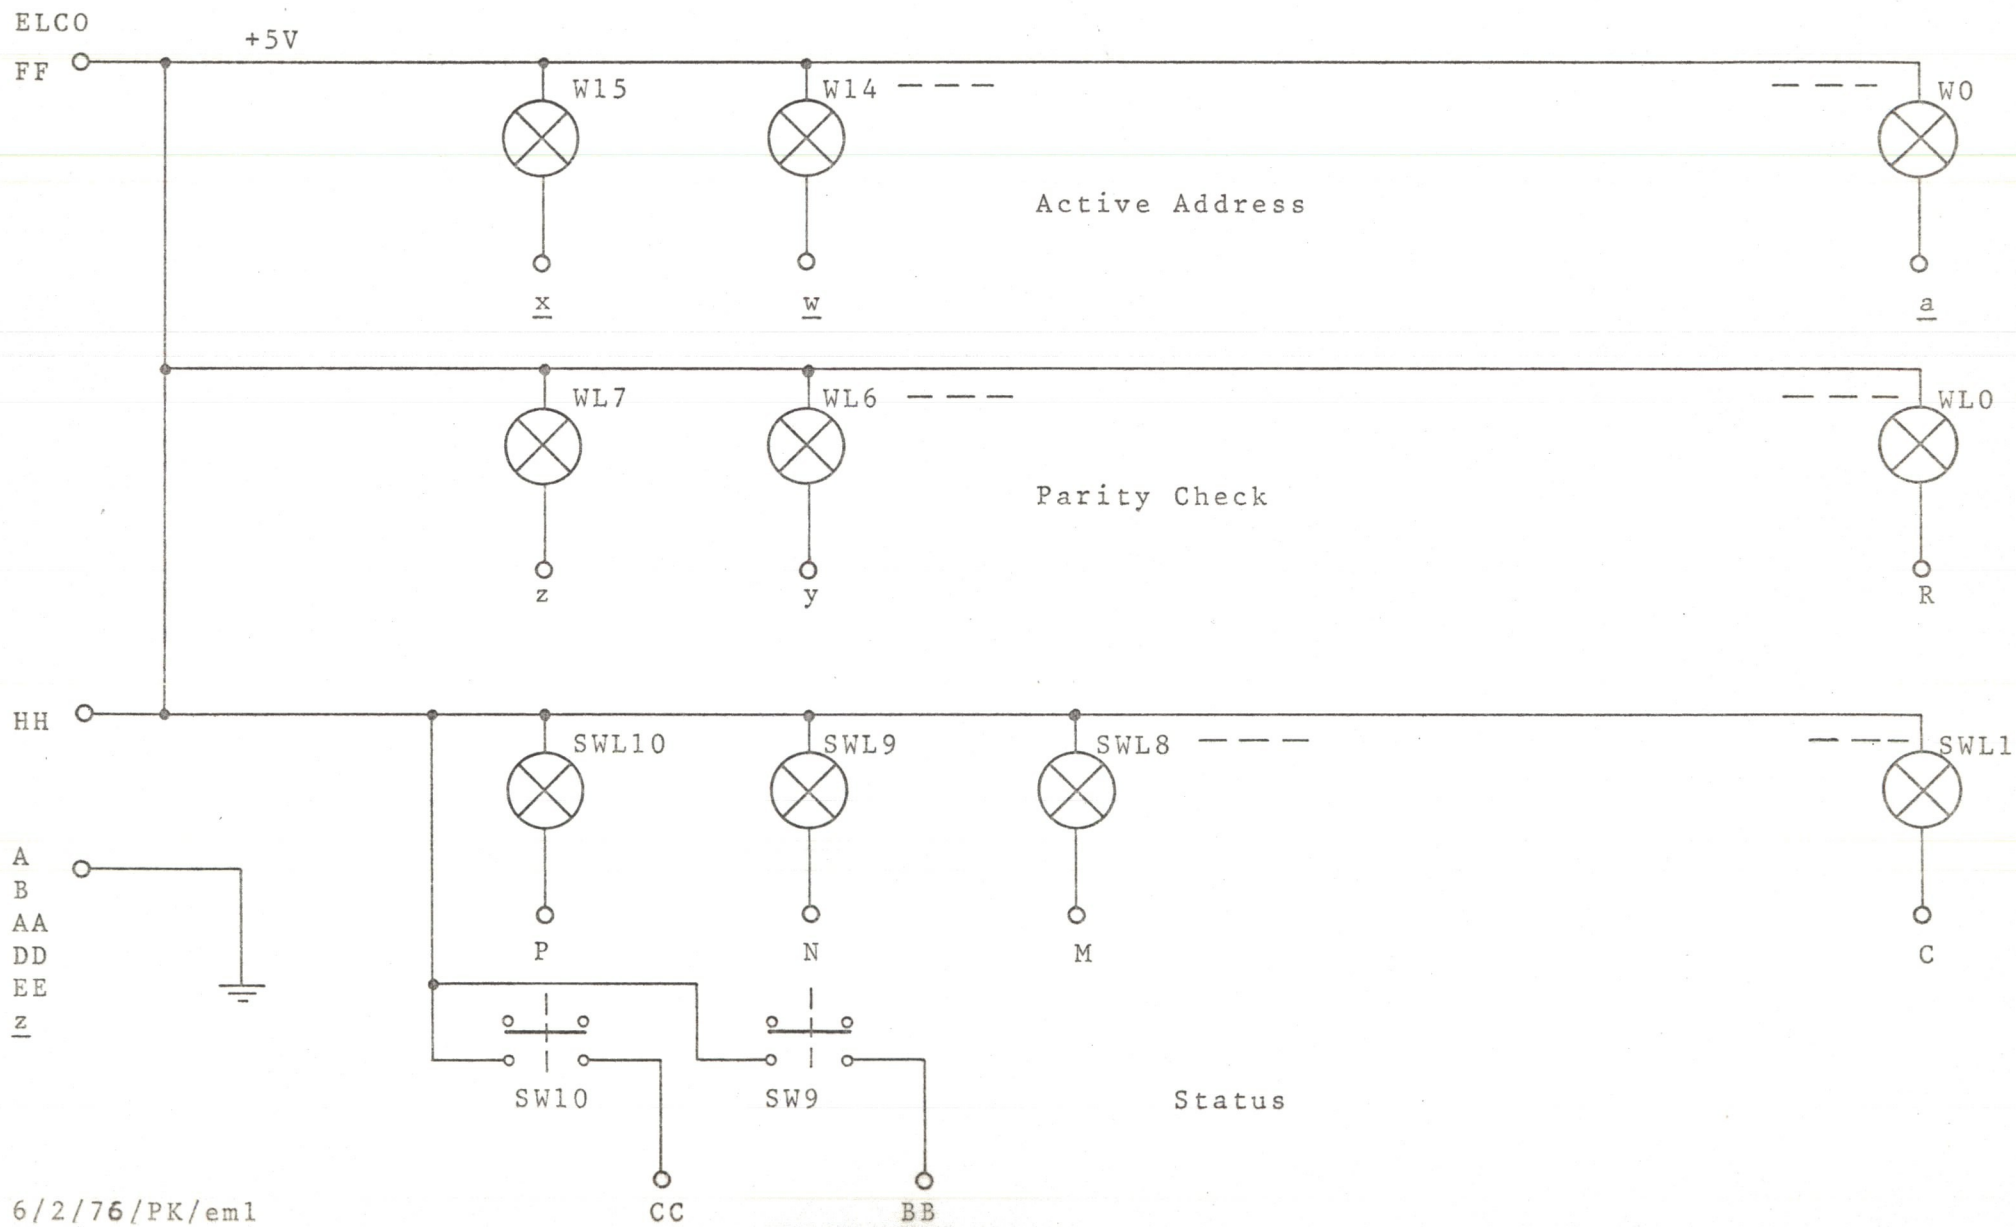 ELCO
+5V
FF
W15
W14 ----
---- W0
Active Address
x
w
a
WL7
WL6 ----
---- WL0
Parity Check
z
y
R
HH
SWL10
SWL9
SWL8 ----
---- SWL1
A
B
AA
DD
EE
z
P
N
M
C
SW10
SW9
Status
CC
BB
6/2/76/PK/eml